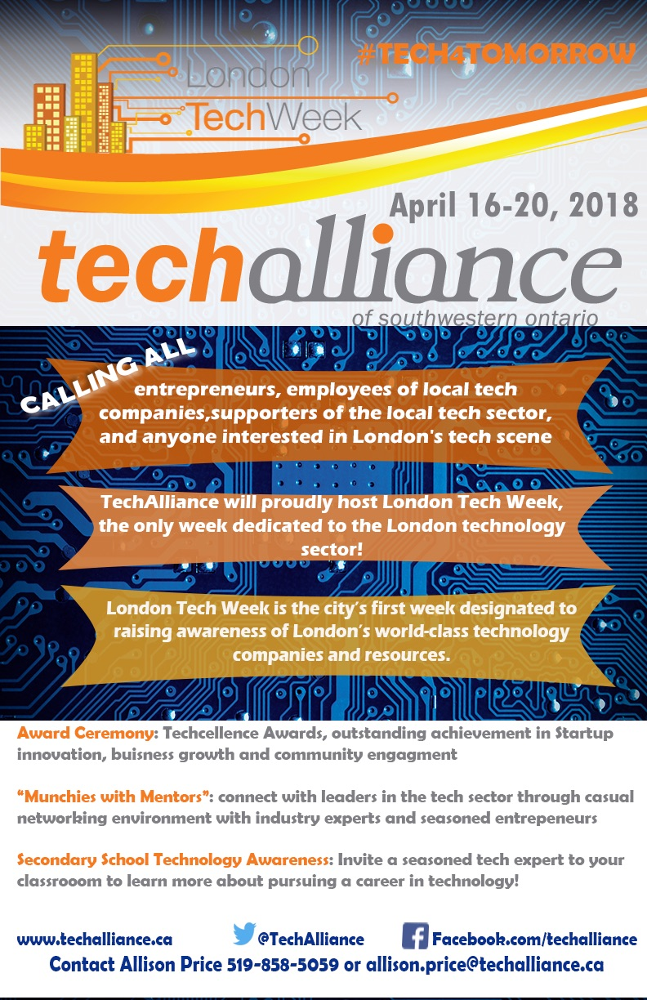 #TECH4TOMORROW
London
TechWeek
April 16-20, 2018
techalliance
of southwestern ontario
CALLING ALL
entrepreneurs, employees of local tech
companies,supporters of the local tech sector,
and anyone interested in London's tech scene
TechAlliance will proudly host London Tech Week,
the only week dedicated to the London technology
sector!
London Tech Week is the city's first week designated to
raising awareness of London's world-class technology
companies and resources.
Award Ceremony: Techcellence Awards, outstanding achievement in Startup
innovation, buisness growth and community engagment
“Munchies with Mentors”: connect with leaders in the tech sector through casual
networking environment with industry experts and seasoned entrepeneurs
Secondary School Technology Awareness: Invite a seasoned tech expert to your
classrooom to learn more about pursuing a career in technology!
www.techalliance.ca @TechAlliance Facebook.com/techalliance
Contact Allison Price 519-858-5059 or allison.price@techalliance.ca